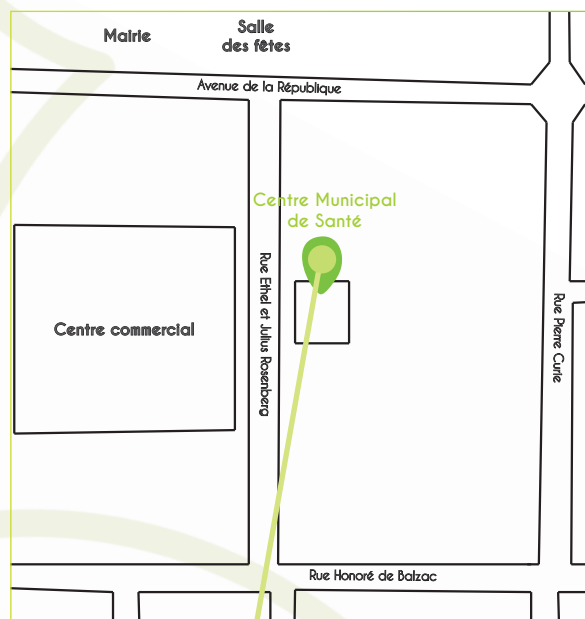 Mairie
Salle
des fêtes
Avenue de la République
Centre Municipal
de Santé
Rue Ethel et Julius Rosenberg
Centre commercial
Rue Pierre Curie
Rue Honoré de Balzac